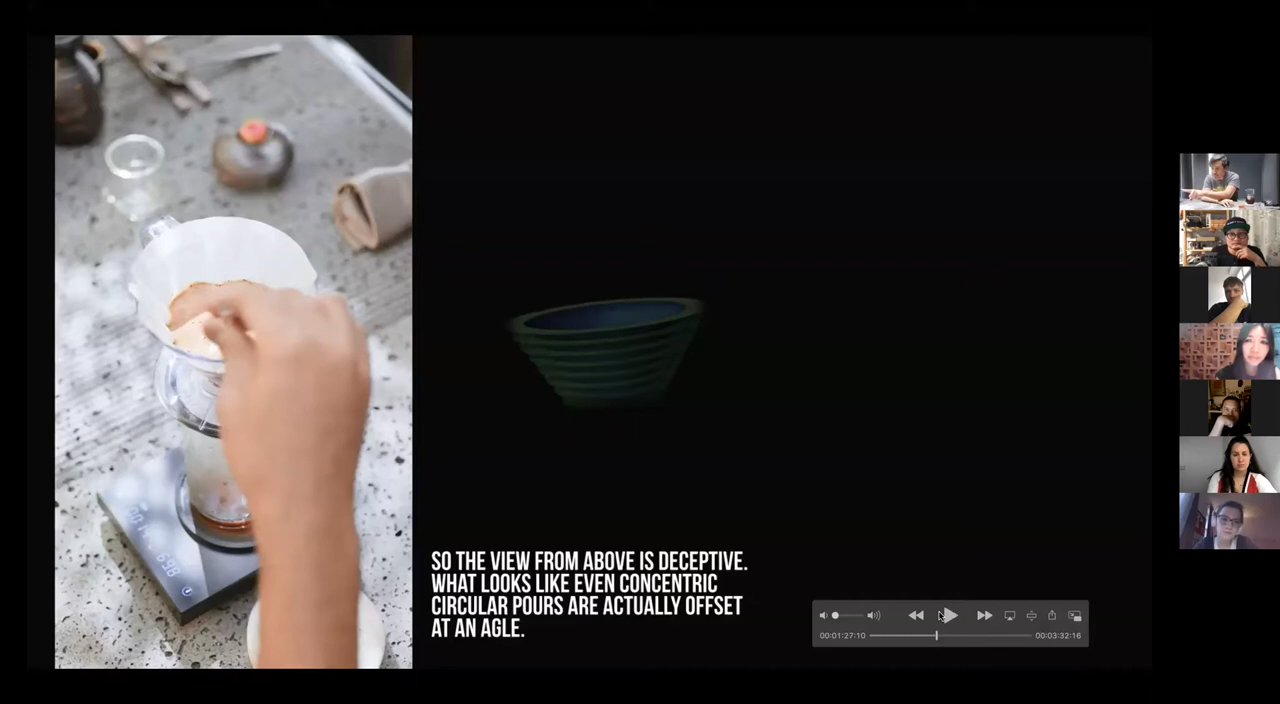 SO THE VIEW FROM ABOVE IS DECEPTIVE.
WHAT LOOKS LIKE EVEN CONCENTRIC
CIRCULAR POURS ARE ACTUALLY OFFSET
AT AN AGLE.
00:01:27:10
00:03:32:16